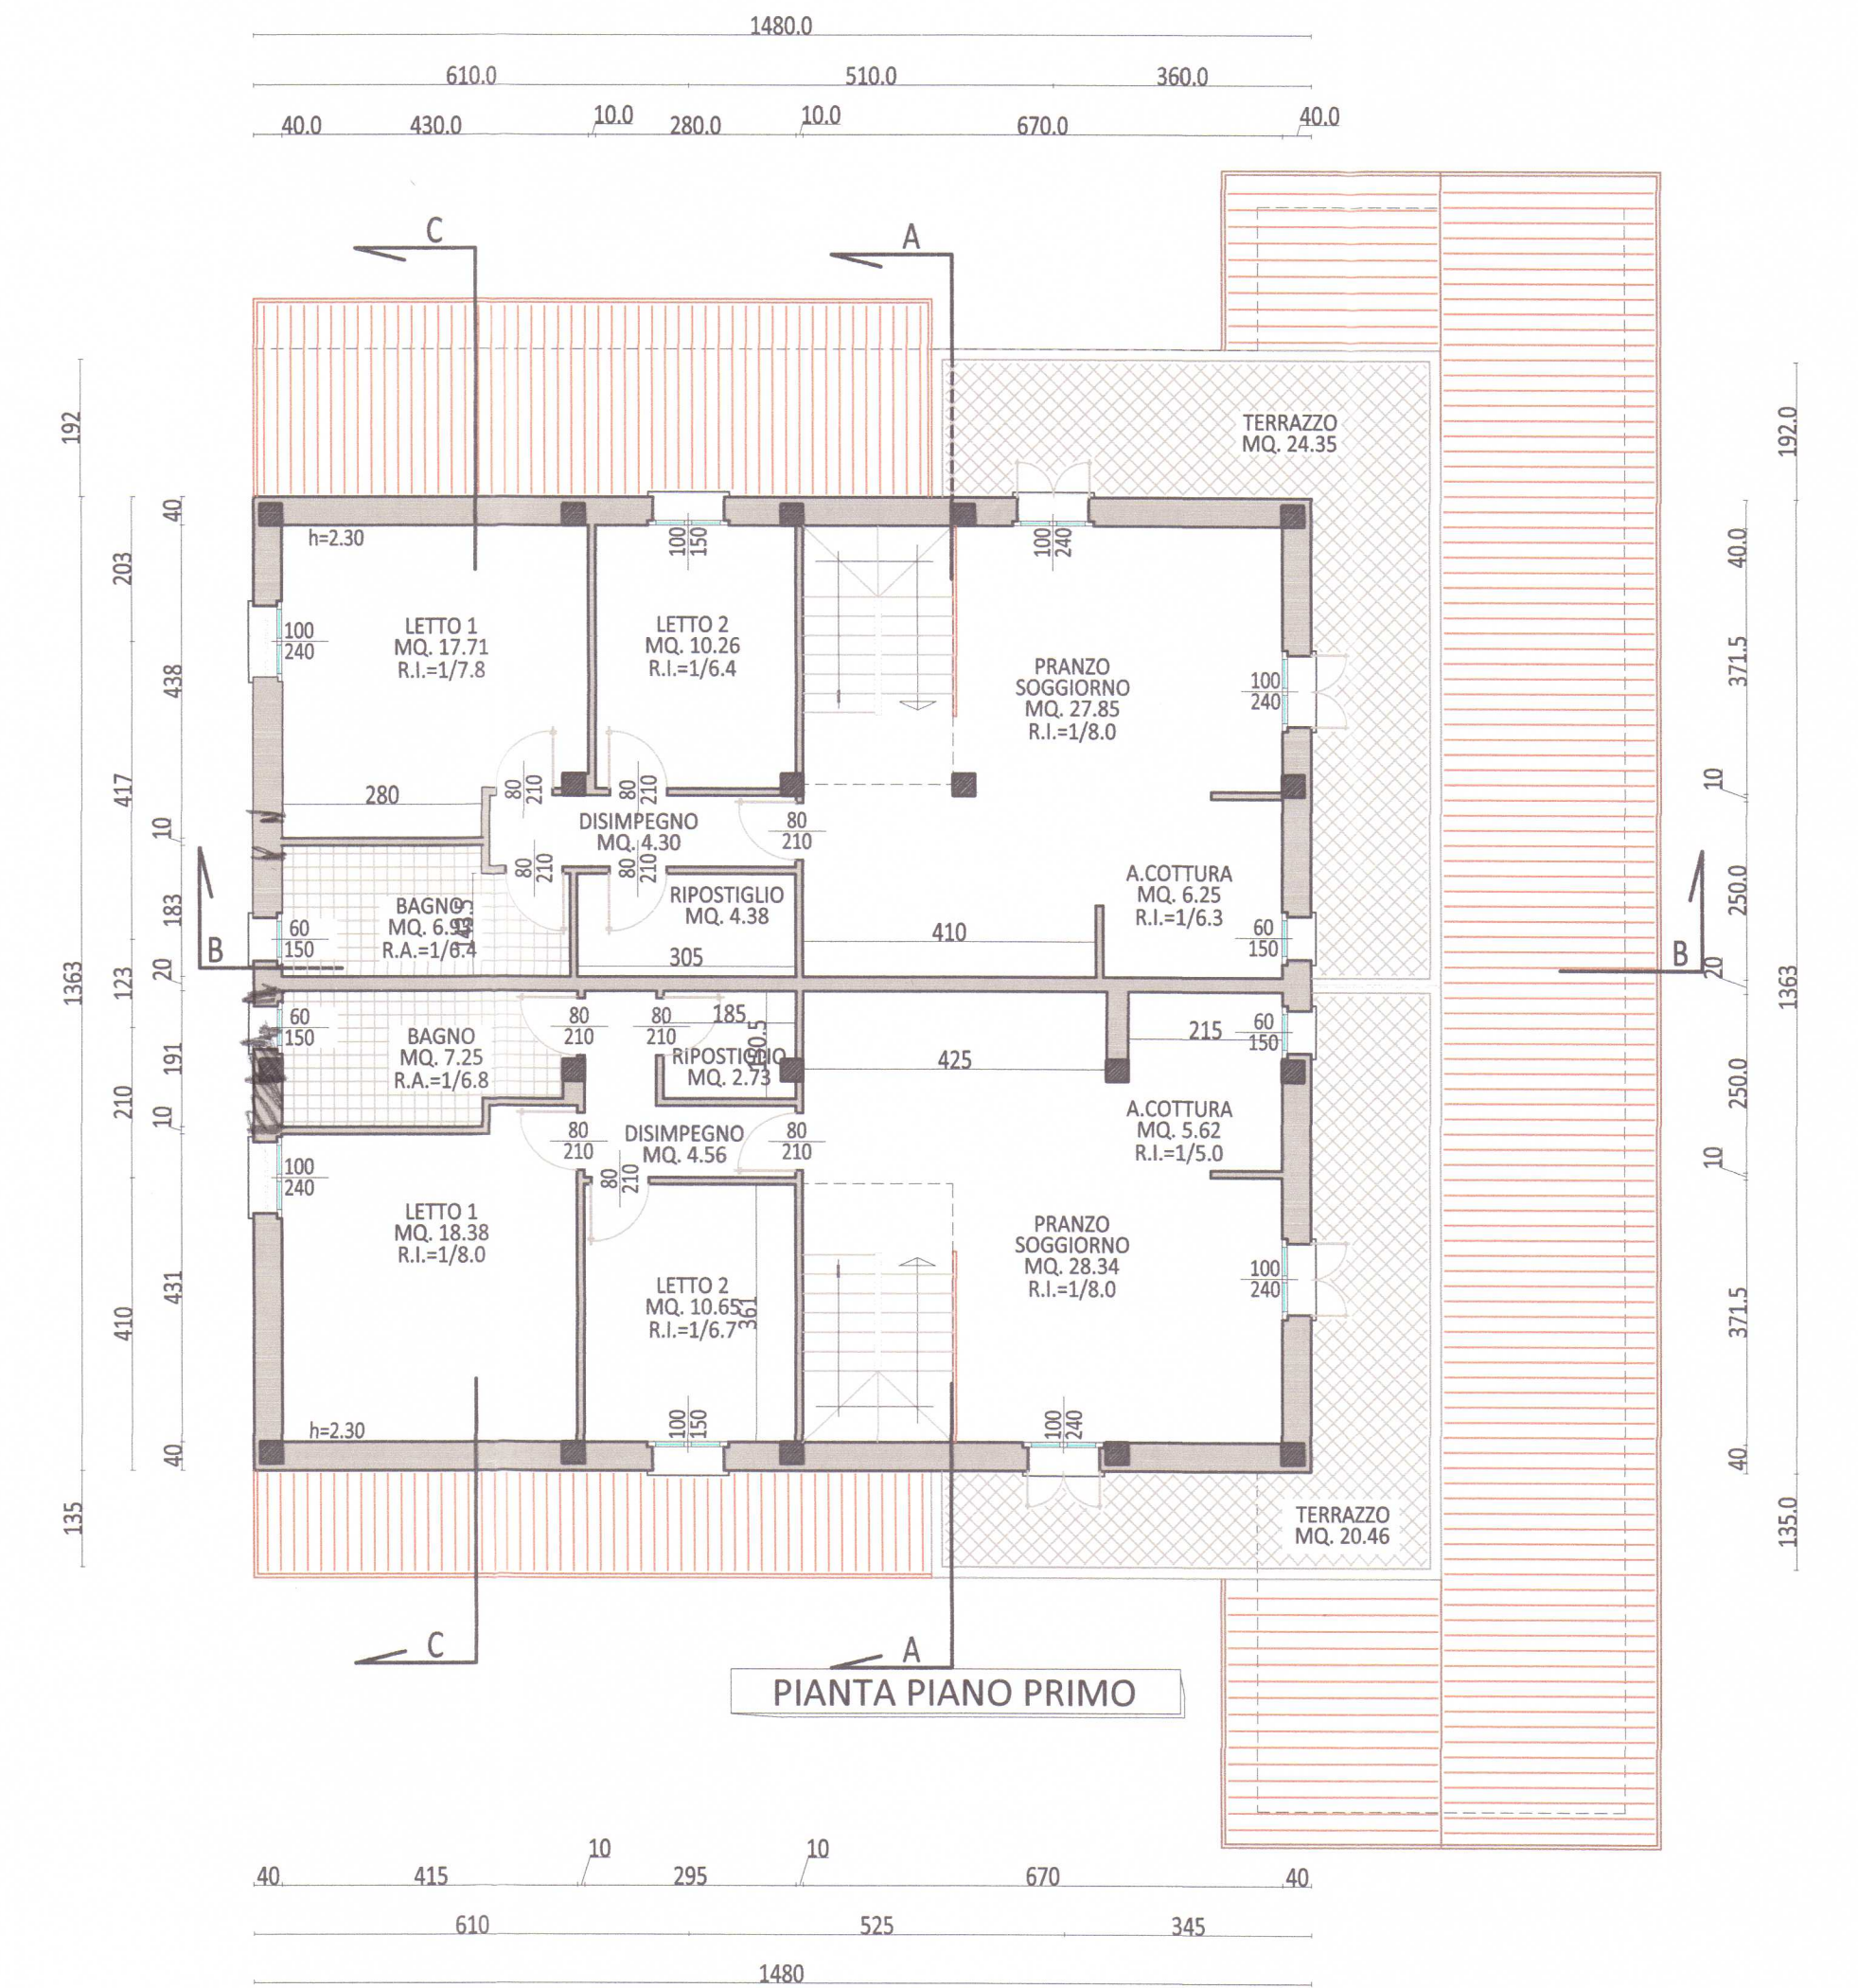 1480.0
610.0 510.0 360.0
40.0 430.0 10.0 280.0 10.0 670.0 40.0
C A
192 192.0
TERRAZZO
MQ. 24.35
40 h=2.30 100 150 100 240 40.0
203
LETTO 1
MQ. 17.71
R.I.=1/7.8
100
240
LETTO 2
MQ. 10.26
R.I.=1/6.4
438
371.5
PRANZO
SOGGIORNO
MQ. 27.85
R.I.=1/8.0
100
240
417
280
80 210
80 210
10
10
DISIMPEGNO
MQ. 4.30
80
210
80 210
80 210
A.COTTURA
MQ. 6.25
R.I.=1/6.3
60
150
250.0
183
BAGNO
R.A.=1/6.4
60
150
RIPOSTIGLIO
MQ. 4.38
305
410
B B
20 20
1363 1363
123
60
150
BAGNO
MQ. 7.25
R.A.=1/6.8
80
210
80
210
185
RIPOSTIGLIO
MQ. 2.73
425
215
60
150
191
250.0
210
10
A.COTTURA
MQ. 5.62
R.I.=1/5.0
10
80
210
DISIMPEGNO
MQ. 4.56
80
210
80 210
100
240
LETTO 1
MQ. 18.38
R.I.=1/8.0
PRANZO
SOGGIORNO
MQ. 28.34
R.I.=1/8.0
100
240
LETTO 2
MQ. 10.65
R.I.=1/6.7
361
431
410
371.5
h=2.30
100 150
100 240
40 40
135 135.0
TERRAZZO
MQ. 20.46
C A
PIANTA PIANO PRIMO
40 415 10 295 10 670 40
610 525 345
1480